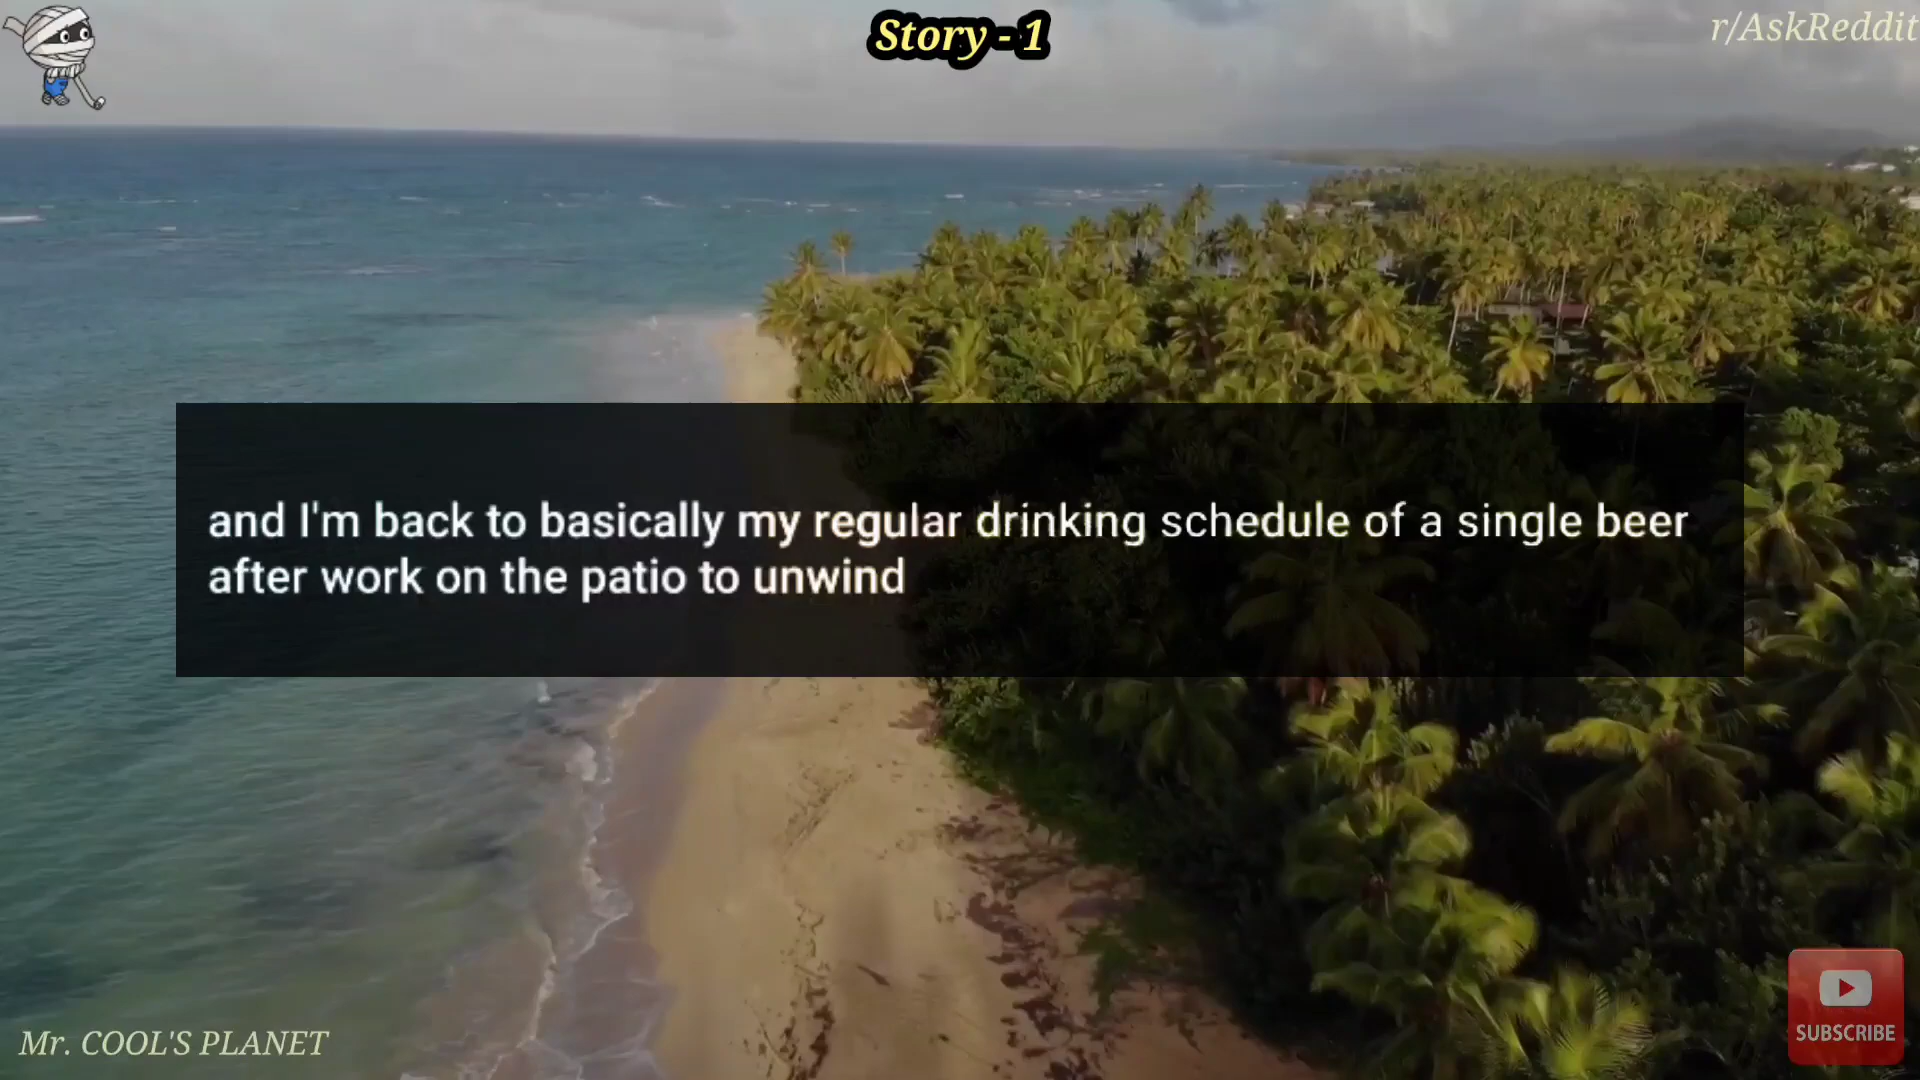 Story - 1
r/AskReddit
and I'm back to basically my regular drinking schedule of a single beer
after work on the patio to unwind
Mr. COOL'S PLANET
SUBSCRIBE